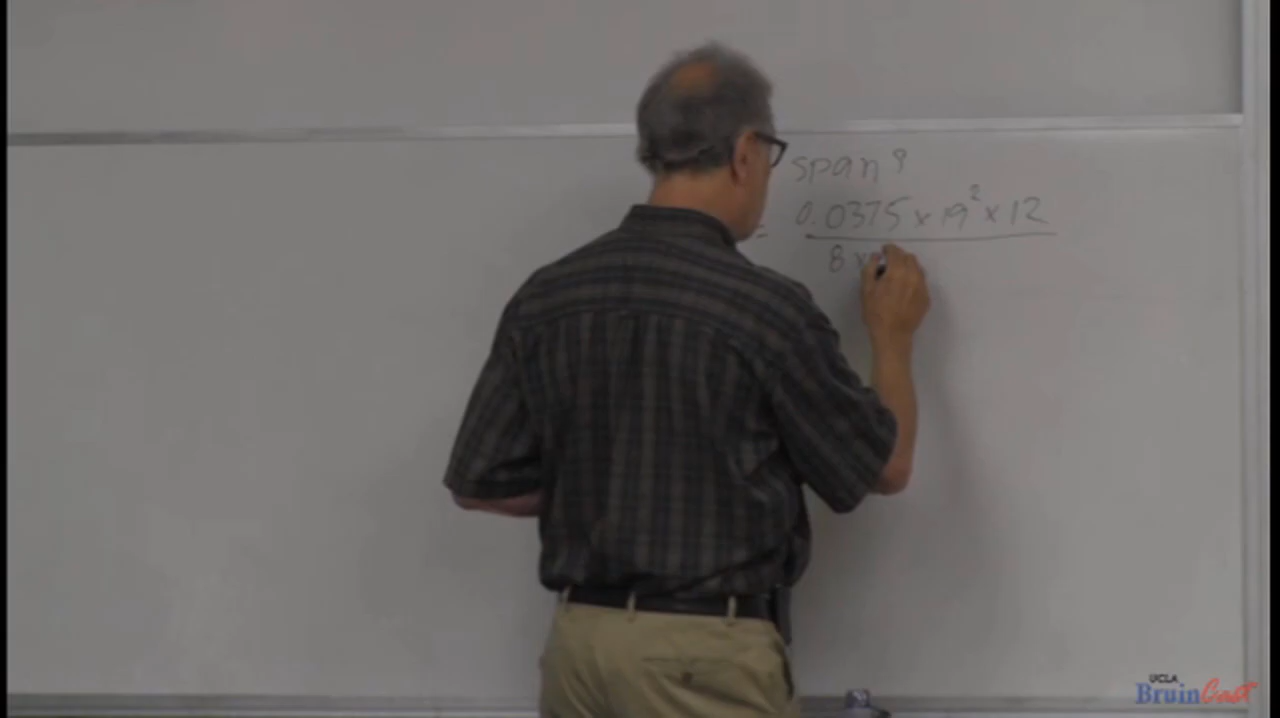 span?
= 0.0375 x 19² x 12
8 x
UCLA
BruinCast